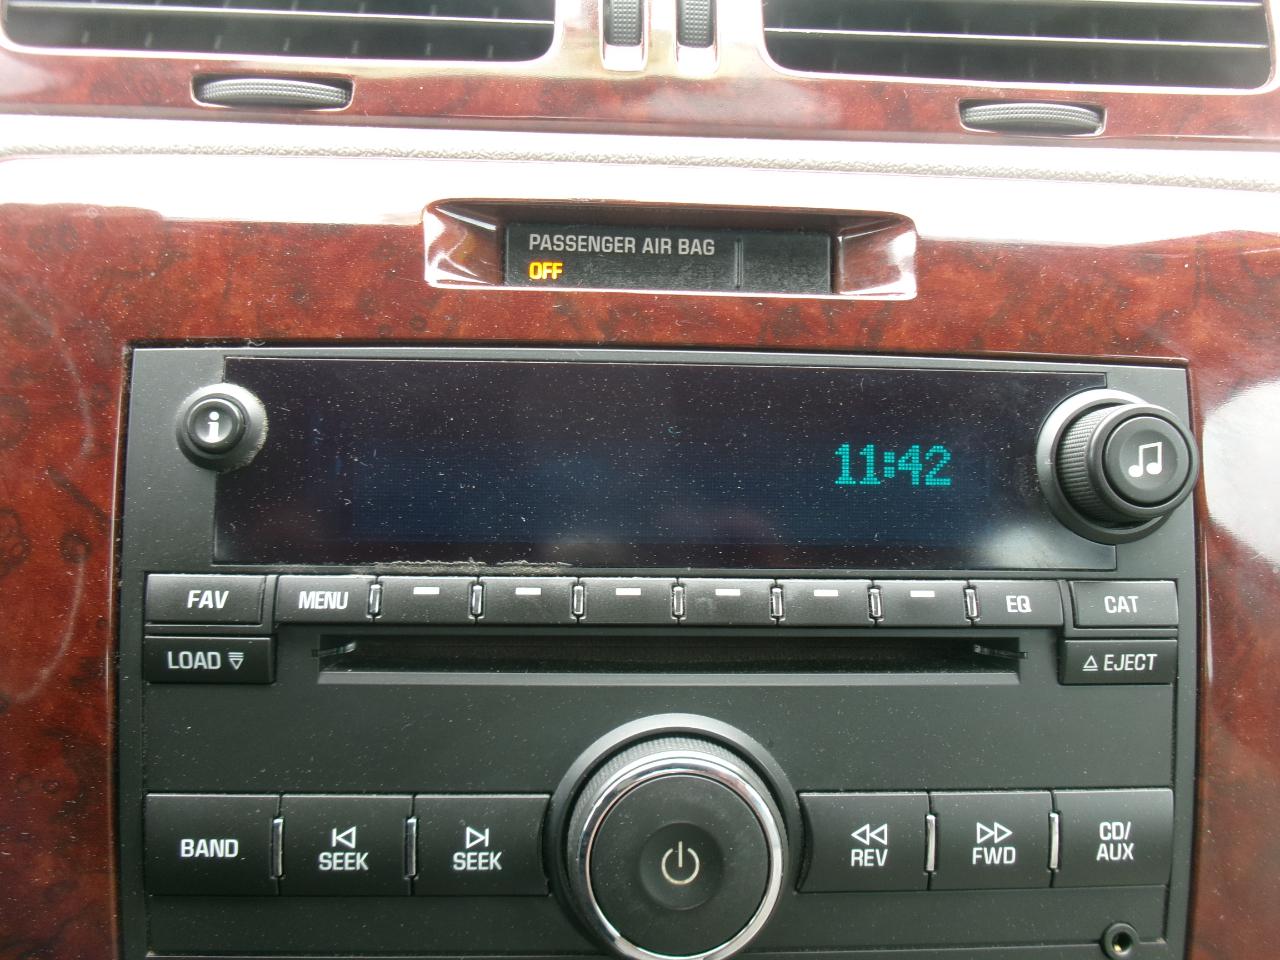 PASSENGER AIR BAG
OFF
i
11:42
FAV
MENU
EQ
CAT
LOAD
EJECT
BAND
SEEK
SEEK
REV
FWD
CD/
AUX